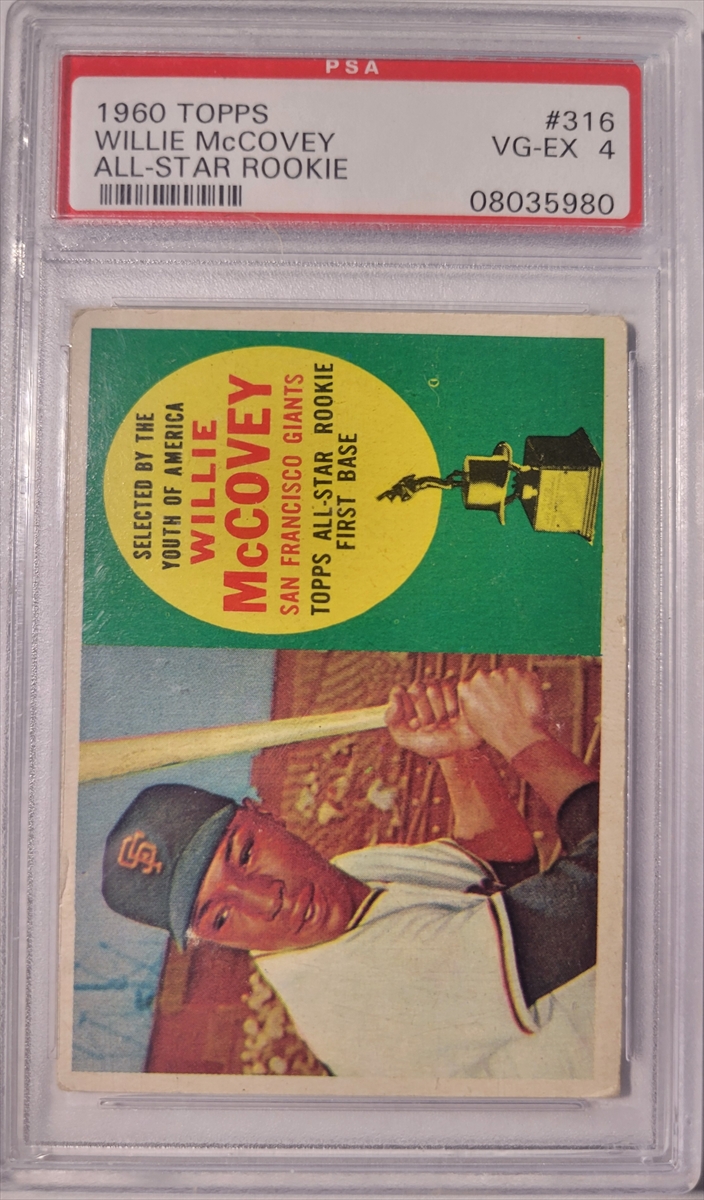 PSA
1960 TOPPS #316
WILLIE McCOVEY VG-EX 4
ALL-STAR ROOKIE
08035980
SELECTED BY THE
YOUTH OF AMERICA
WILLIE
McCOVEY
SAN FRANCISCO GIANTS
TOPPS ALL-STAR ROOKIE
FIRST BASE
SF